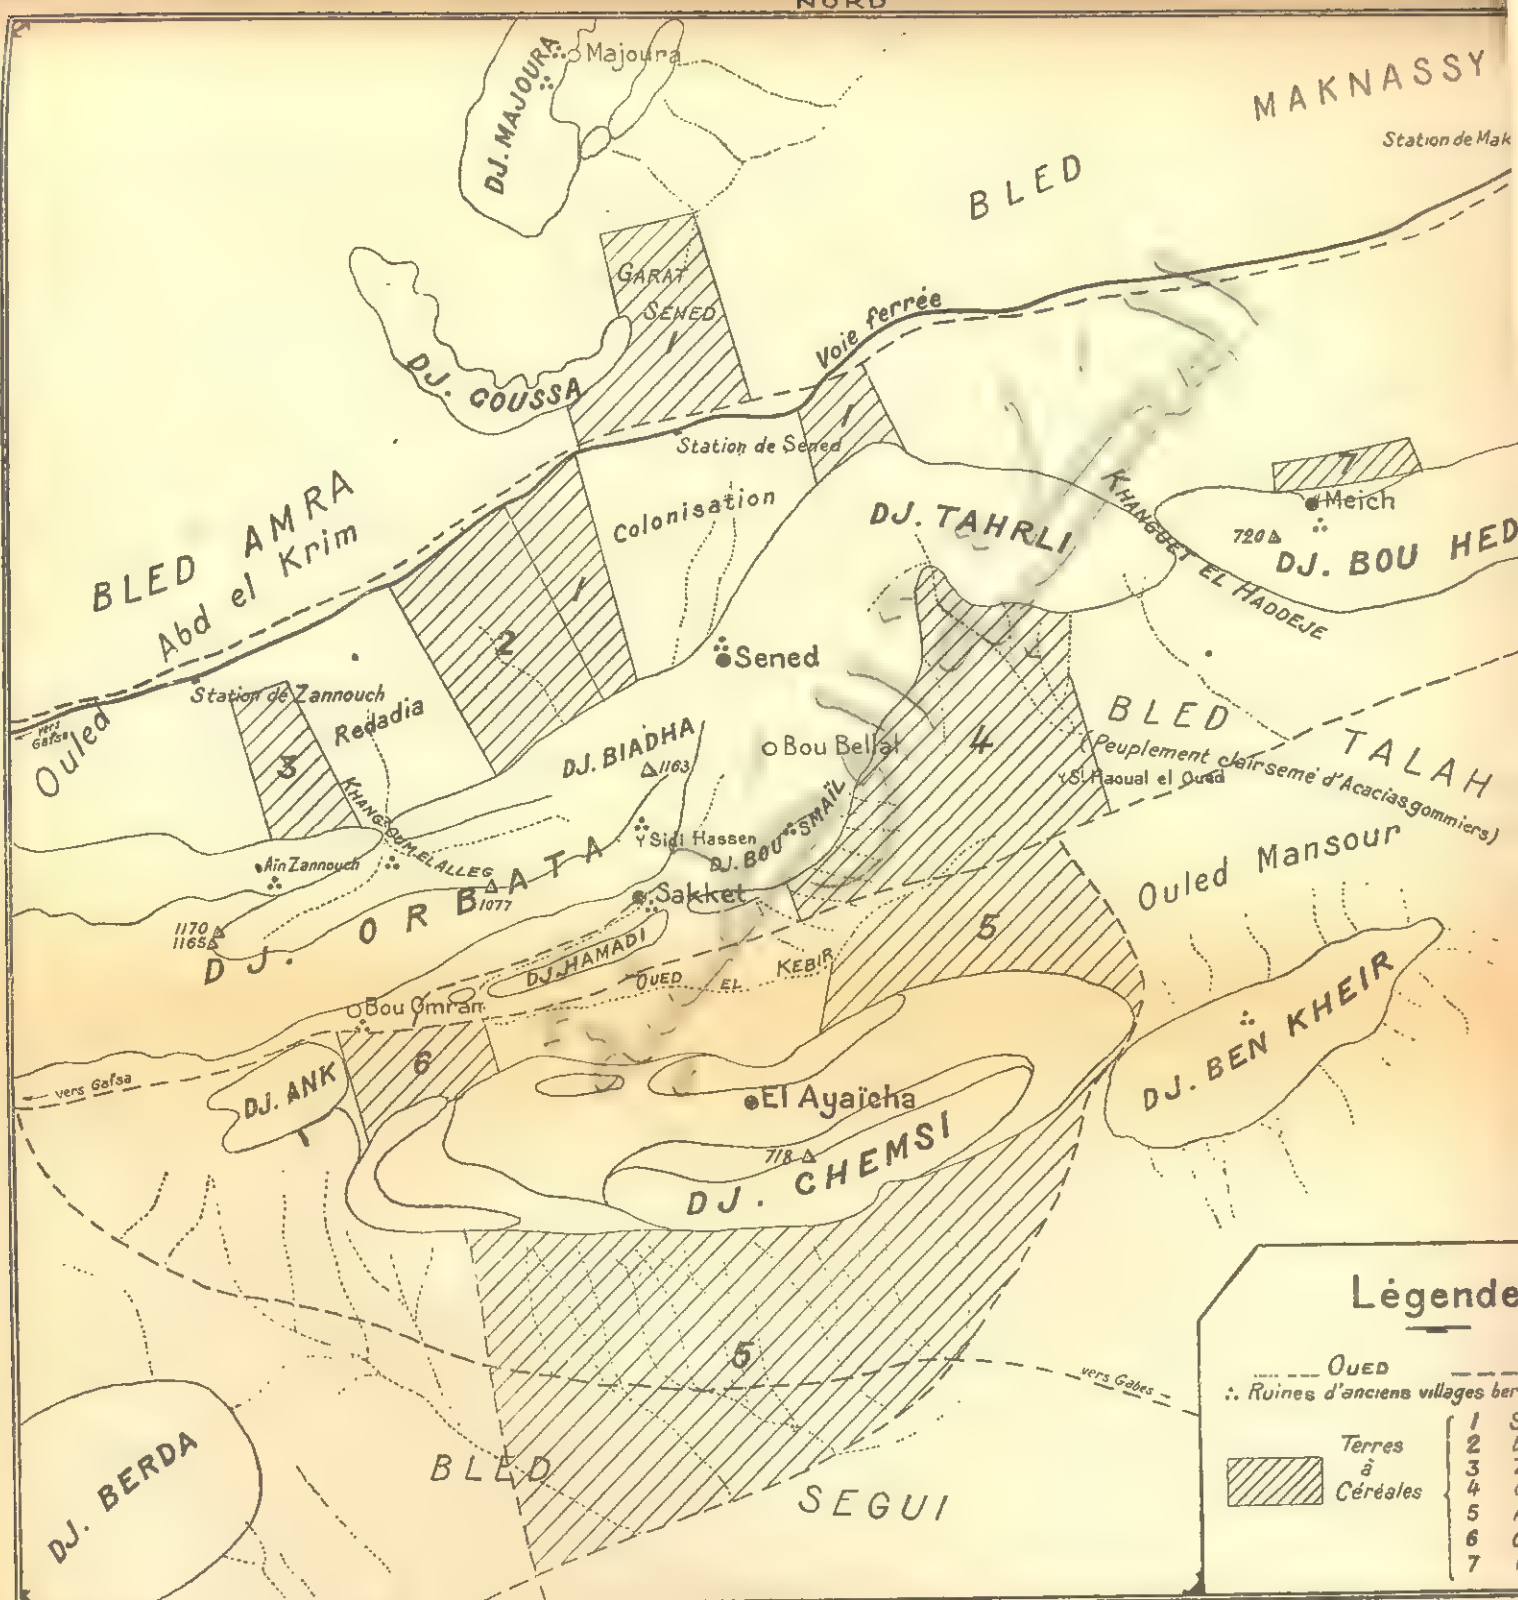 NORD
Majoura
DJ. MAJOURA
MAKNASSY
Station de Mak
BLED
GARAT
SENED
1
Voie ferrée
DJ. GOUSSA
1
Station de Sened
7
Meich
Colonisation
DJ. TAHRLI
KHANGUET EL HADDEJE
720
DJ. BOU HED
BLED AMRA
Abd el Krim
1
2
Sened
Station de Zannouch
Redadia
vers
Gafsa
Ouled
3
DJ. BIADHA
1163
Bou Bellal
4
BLED TALAH
(Peuplement clairsemé d'Acacias gommiers)
Si Haoual el Oued
KHANG. OUM. EL ALLEG
Sidi Hassen
DJ. BOU SMAÏL
Aïn Zannouch
Sakket
Ouled Mansour
1077
DJ. ORBATA
1170
1165
5
DJ. HAMADI
OUED EL KEBIR
Bou Omran
6
DJ. BEN KHEIR
vers Gafsa
DJ. ANK
El Ayaïcha
718
DJ. CHEMSI
5
vers Gabes
DJ. BERDA
BLED SEGUI
Légende
OUED
Ruines d'anciens villages ber
Terres
à
Céréales
1 S
2
3
4
5
6
7